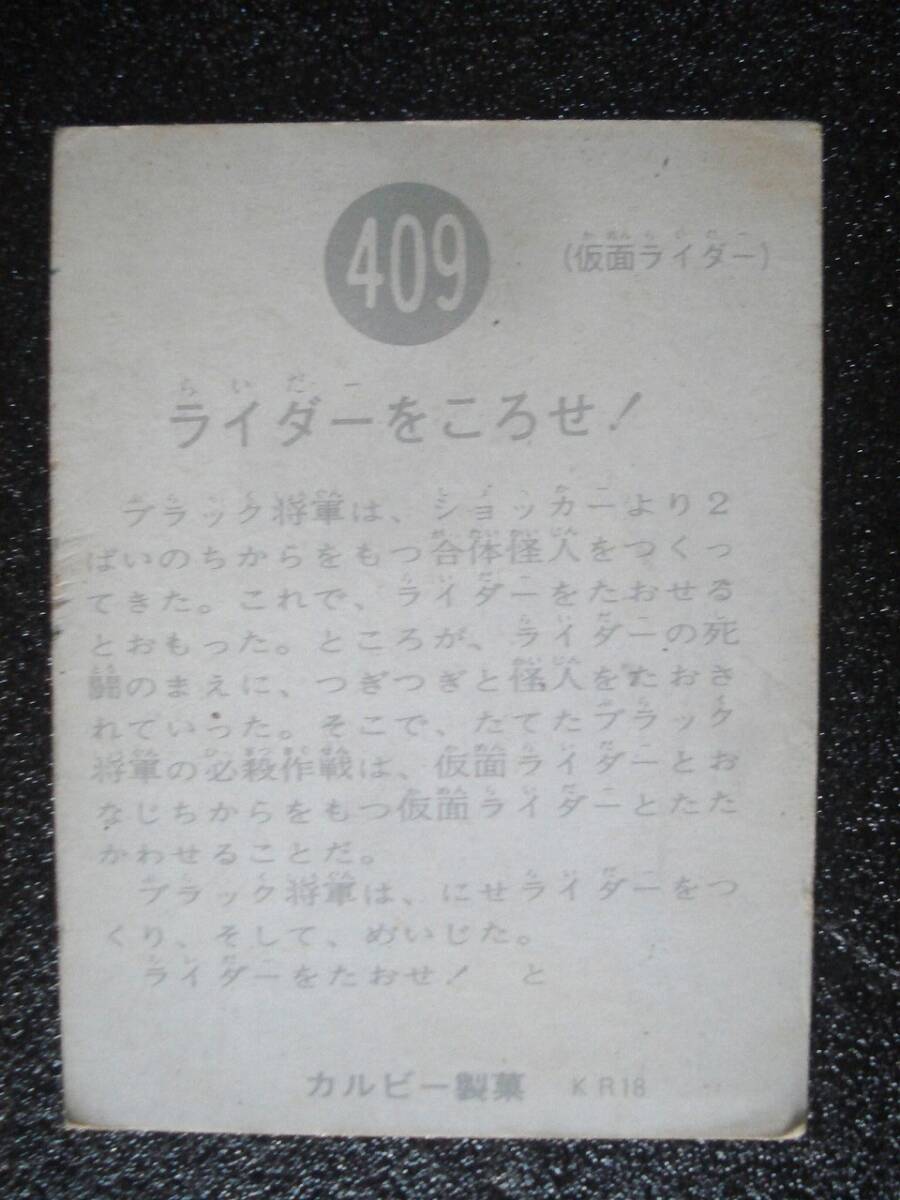 409
(仮面ライダー)
ライダーをころせ!
ブラック将軍は、ショッカーより2
ばいのちからをもつ合体怪人をつくっ
てきた。これで、ライダーをたおせる
とおもった。ところが、ライダーの死
闘のまえに、つぎつぎと怪人をたおさ
れていった。そこで、たてたブラック
将軍の必殺作戦は、仮面ライダーとお
なじちからをもつ仮面ライダーとたた
かわせることだ。
ブラック将軍は、にせライダーをつ
くり、そして、めいじた。
ライダーをたおせ! と
カルビー製菓 KR18